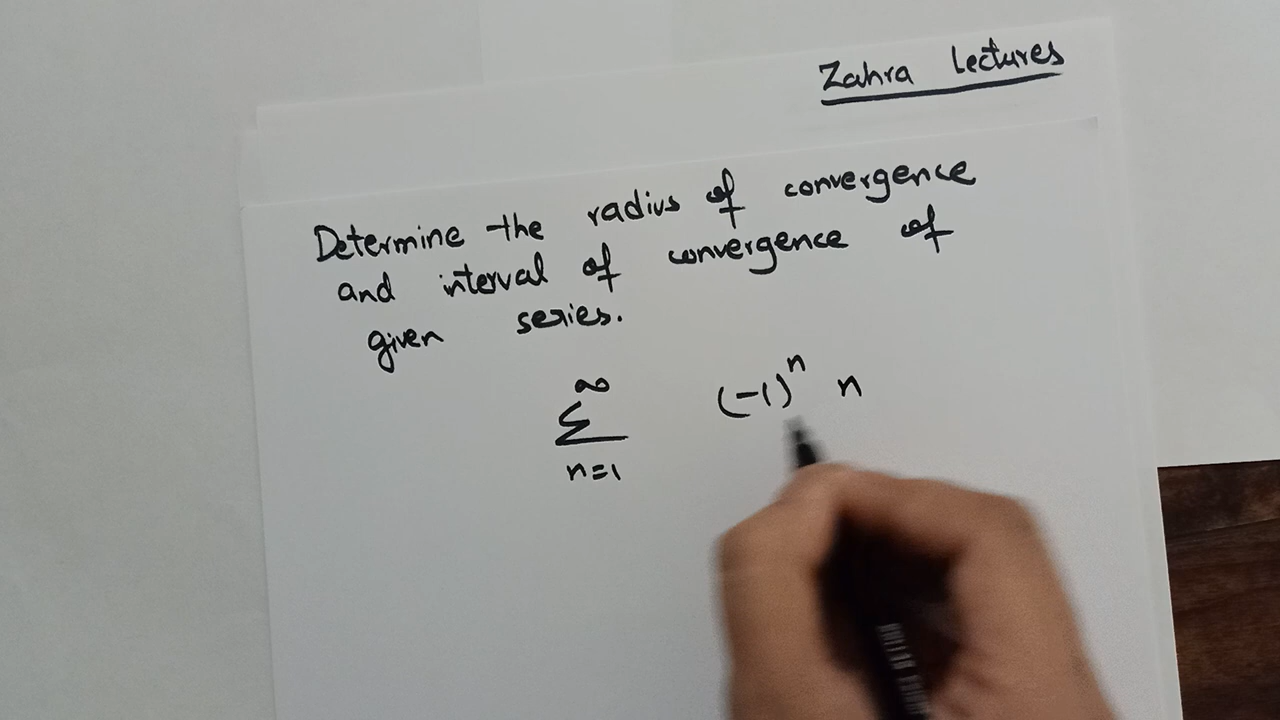 Zahra Lectures
Determine the radius of convergence
and interval of convergence of
given series.
∞
Σ (-1)ⁿ n
n=1